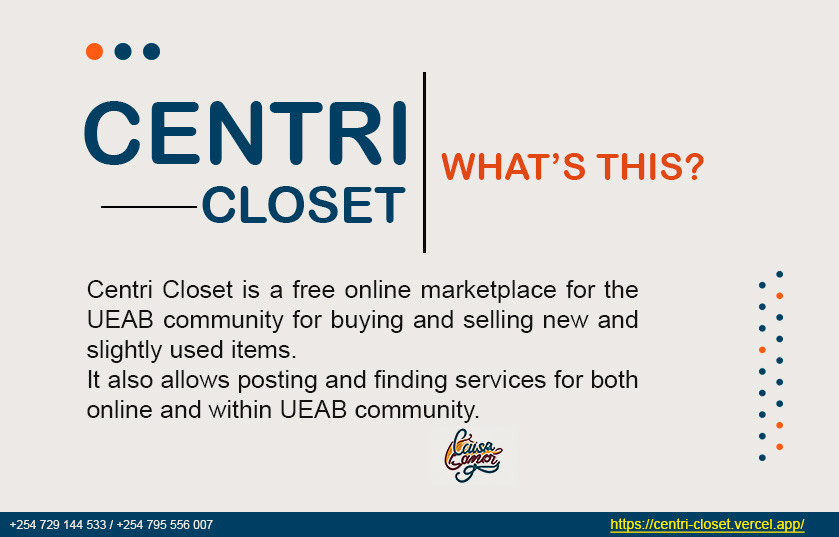 CENTRI
CLOSET
WHAT'S THIS?
Centri Closet is a free online marketplace for the
UEAB community for buying and selling new and
slightly used items.
It also allows posting and finding services for both
online and within UEAB community.
Causa
+254 729 144 533 / +254 795 556 007
https://centri-closet.vercel.app/